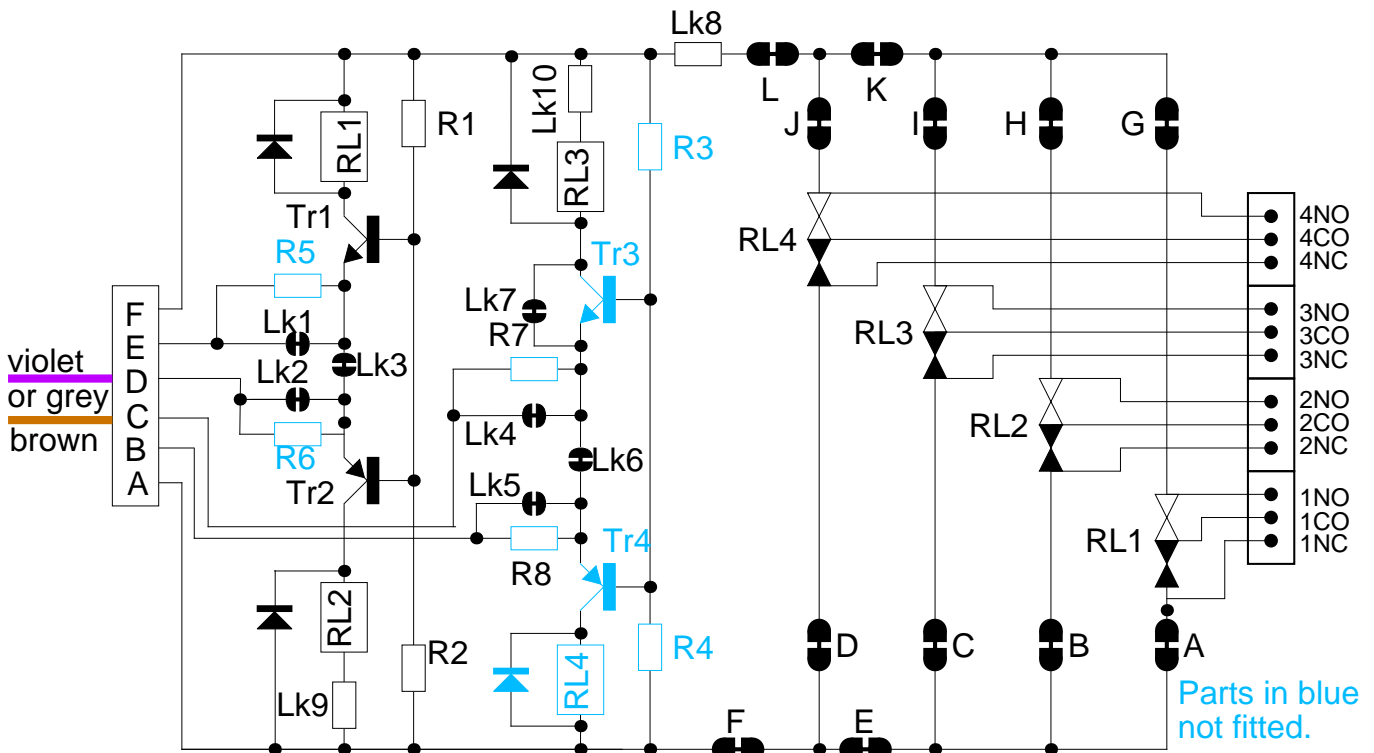 Lk8
L
K
J
I
H
G
Lk10
R1
R3
RL1
RL3
Tr1
Tr3
R5
RL4
4NO
4CO
4NC
F
E
D
C
B
A
violet
or grey
brown
Lk1
Lk2
Lk3
Lk7
R7
RL3
3NO
3CO
3NC
Lk4
R6
RL2
2NO
2CO
2NC
Lk6
Tr2
Lk5
1NO
1CO
1NC
R8
Tr4
RL1
RL2
R2
RL4
R4
D
C
B
A
Lk9
F
E
Parts in blue
not fitted.